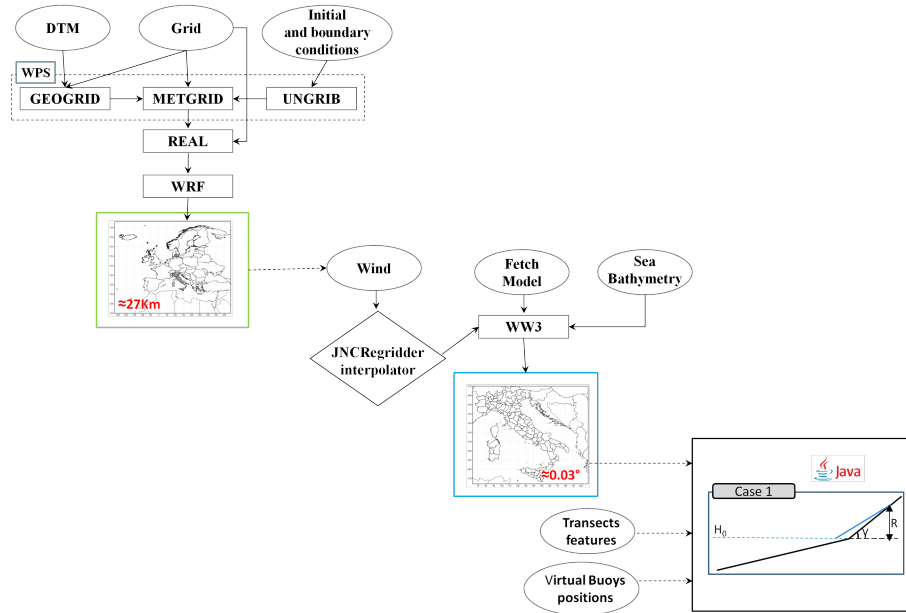 DTM
Grid
Initial
and boundary
conditions
WPS
GEOGRID
METGRID
UNGRIB
REAL
WRF
≈27Km
Wind
Fetch
Model
Sea
Bathymetry
JNCRegridder
interpolator
WW3
≈0.03°
Java
Case 1
H₀
γ
R
Transects
features
Virtual Buoys
positions